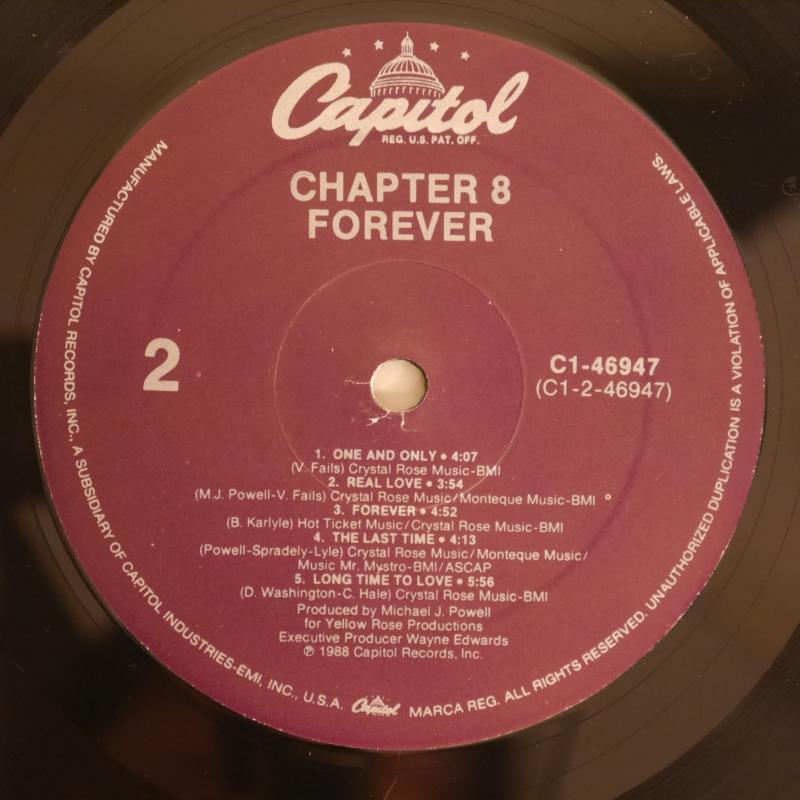 Capitol
REG. U.S. PAT. OFF.
CHAPTER 8
FOREVER
2
C1-46947
(C1-2-46947)
1. ONE AND ONLY • 4:07
(V. Fails) Crystal Rose Music-BMI
2. REAL LOVE • 3:54
(M.J. Powell-V. Fails) Crystal Rose Music/Monteque Music-BMI
3. FOREVER • 4:52
(B. Karlyle) Hot Ticket Music/Crystal Rose Music-BMI
4. THE LAST TIME • 4:13
(Powell-Spradely-Lyle) Crystal Rose Music/Monteque Music/
Music Mr. Mystro-BMI/ASCAP
5. LONG TIME TO LOVE • 5:56
(D. Washington-C. Hale) Crystal Rose Music-BMI
Produced by Michael J. Powell
for Yellow Rose Productions
Executive Producer Wayne Edwards
℗ 1988 Capitol Records, Inc.
MANUFACTURED BY CAPITOL RECORDS, INC., A SUBSIDIARY OF CAPITOL INDUSTRIES-EMI, INC., U.S.A. Capitol MARCA REG. ALL RIGHTS RESERVED. UNAUTHORIZED DUPLICATION IS A VIOLATION OF APPLICABLE LAWS.